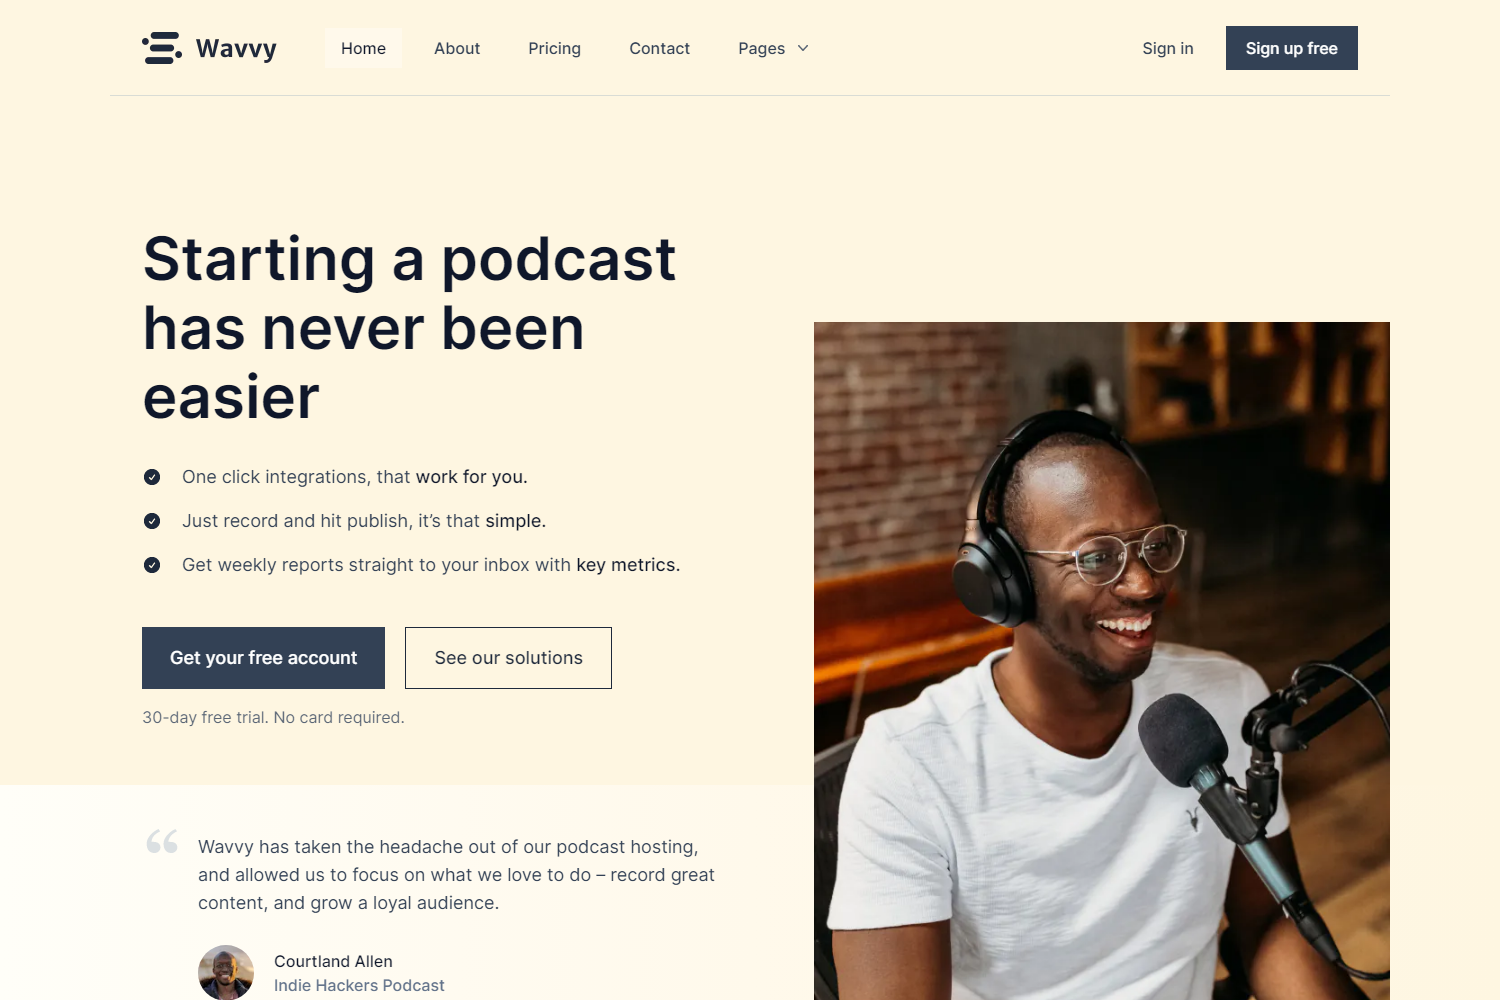 Wavvy
Home
About
Pricing
Contact
Pages
Sign in
Sign up free
Starting a podcast
has never been
easier
One click integrations, that work for you.
Just record and hit publish, it’s that simple.
Get weekly reports straight to your inbox with key metrics.
Get your free account
See our solutions
30-day free trial. No card required.
“
Wavvy has taken the headache out of our podcast hosting,
and allowed us to focus on what we love to do – record great
content, and grow a loyal audience.
Courtland Allen
Indie Hackers Podcast